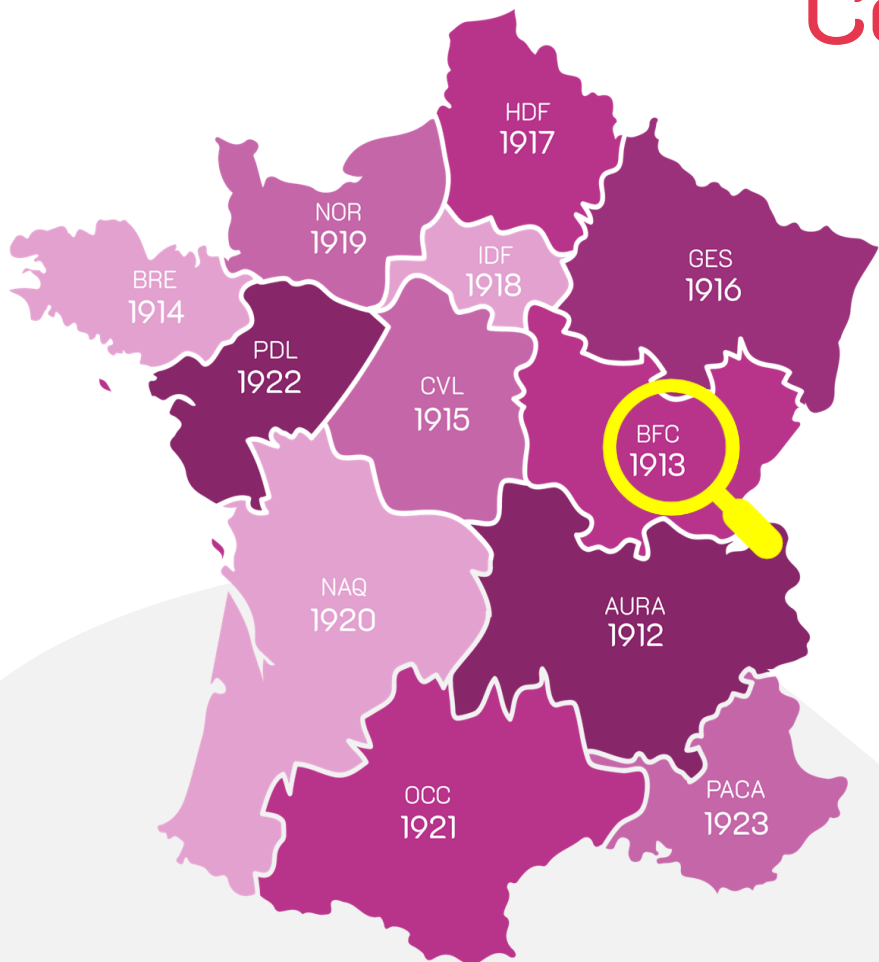 HDF
1917
NOR
1919
IDF
1918
GES
1916
BRE
1914
PDL
1922
CVL
1915
BFC
1913
NAQ
1920
AURA
1912
OCC
1921
PACA
1923